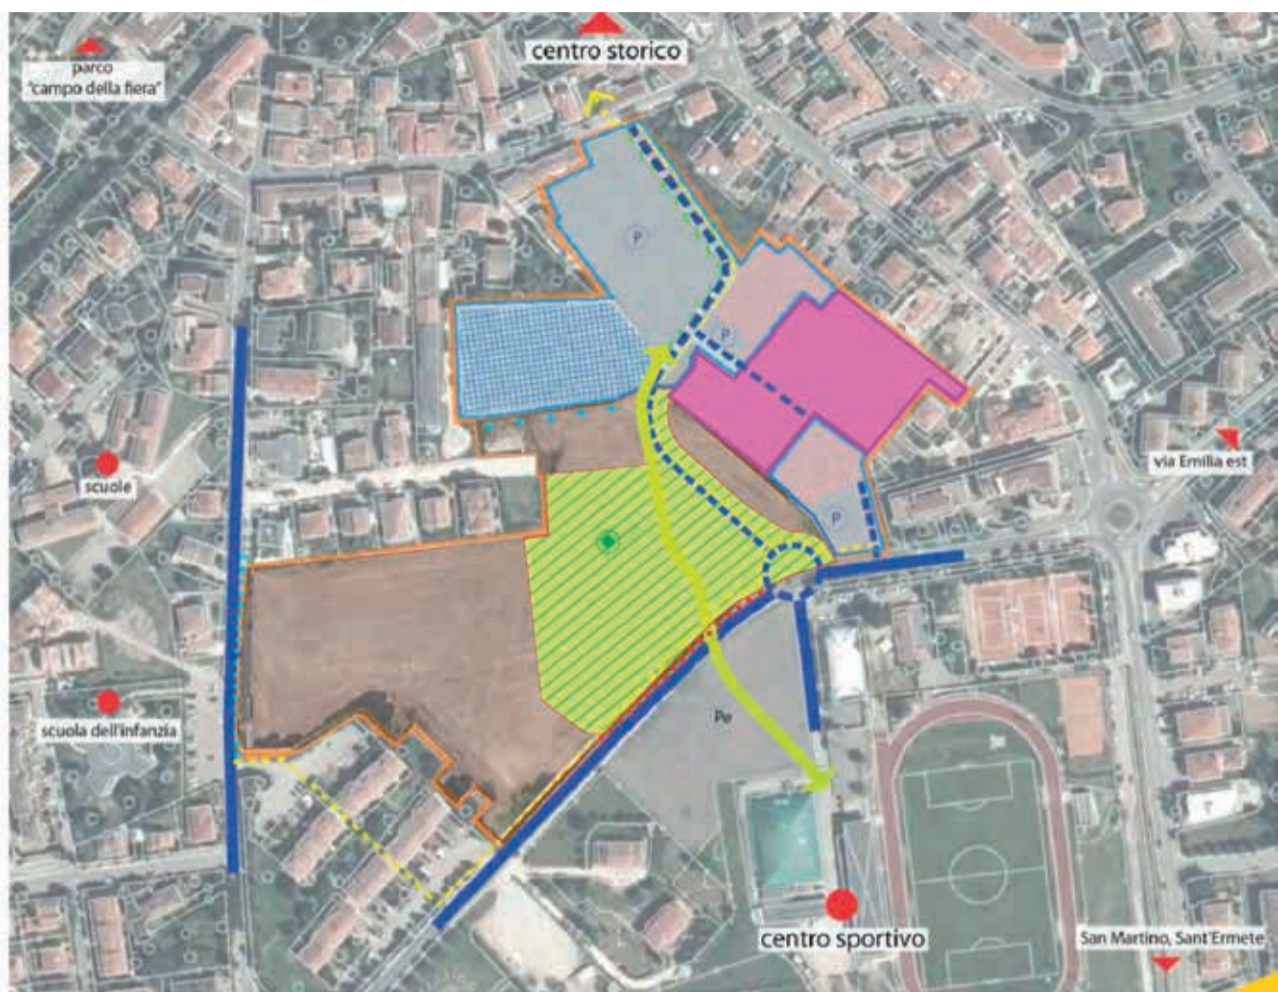 centro storico
parco
"campo della fiera"
P
P
via Emilia est
scuole
P
scuola dell'infanzia
Pe
centro sportivo
San Martino, Sant'Ermete